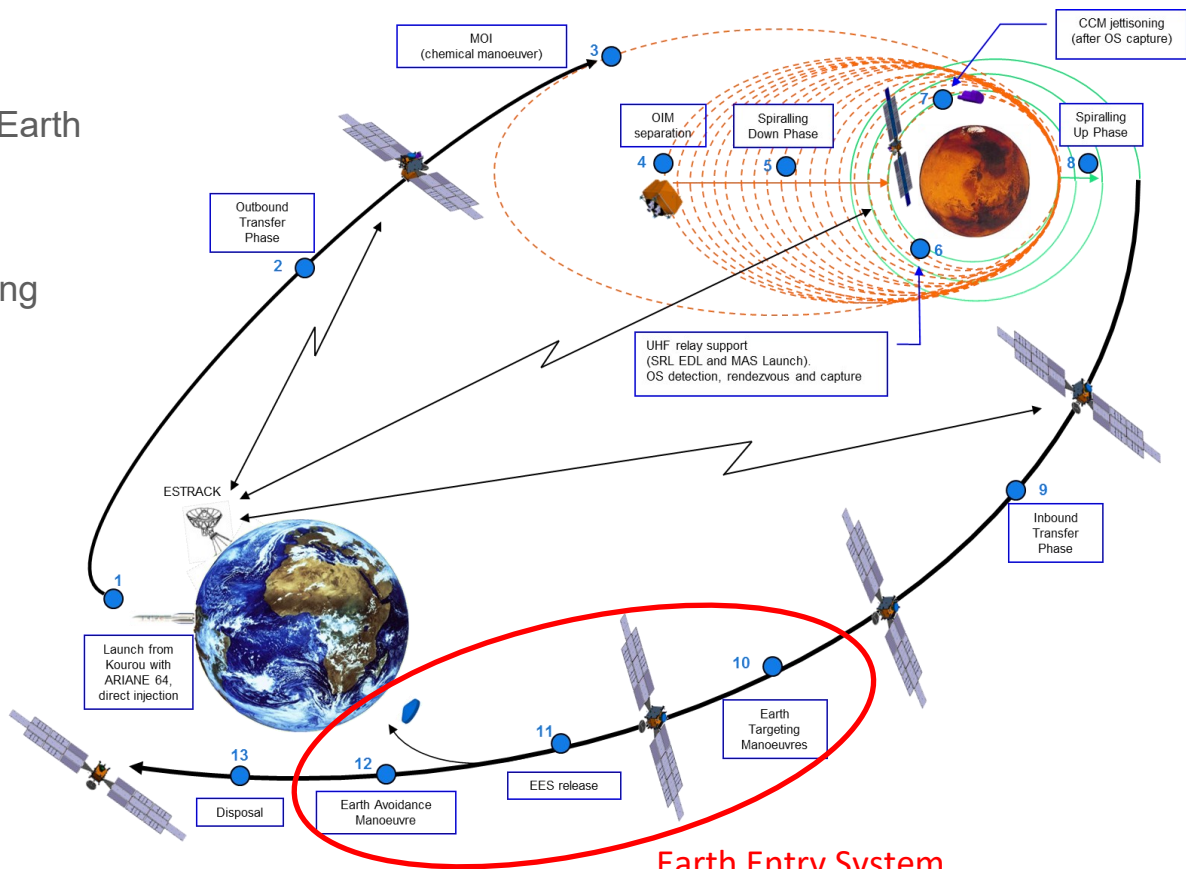 Earth
ng
MOI
(chemical manoeuver)
3
CCM jettisoning
(after OS capture)
7
OIM
separation
4
Spiralling
Down Phase
5
Spiralling
Up Phase
8
Outbound
Transfer
Phase
2
6
UHF relay support
(SRL EDL and MAS Launch).
OS detection, rendezvous and capture
ESTRACK
9
Inbound
Transfer
Phase
1
Launch from
Kourou with
ARIANE 64,
direct injection
10
Earth
Targeting
Manoeuvres
11
EES release
12
Earth Avoidance
Manoeuvre
13
Disposal
Earth Entry System